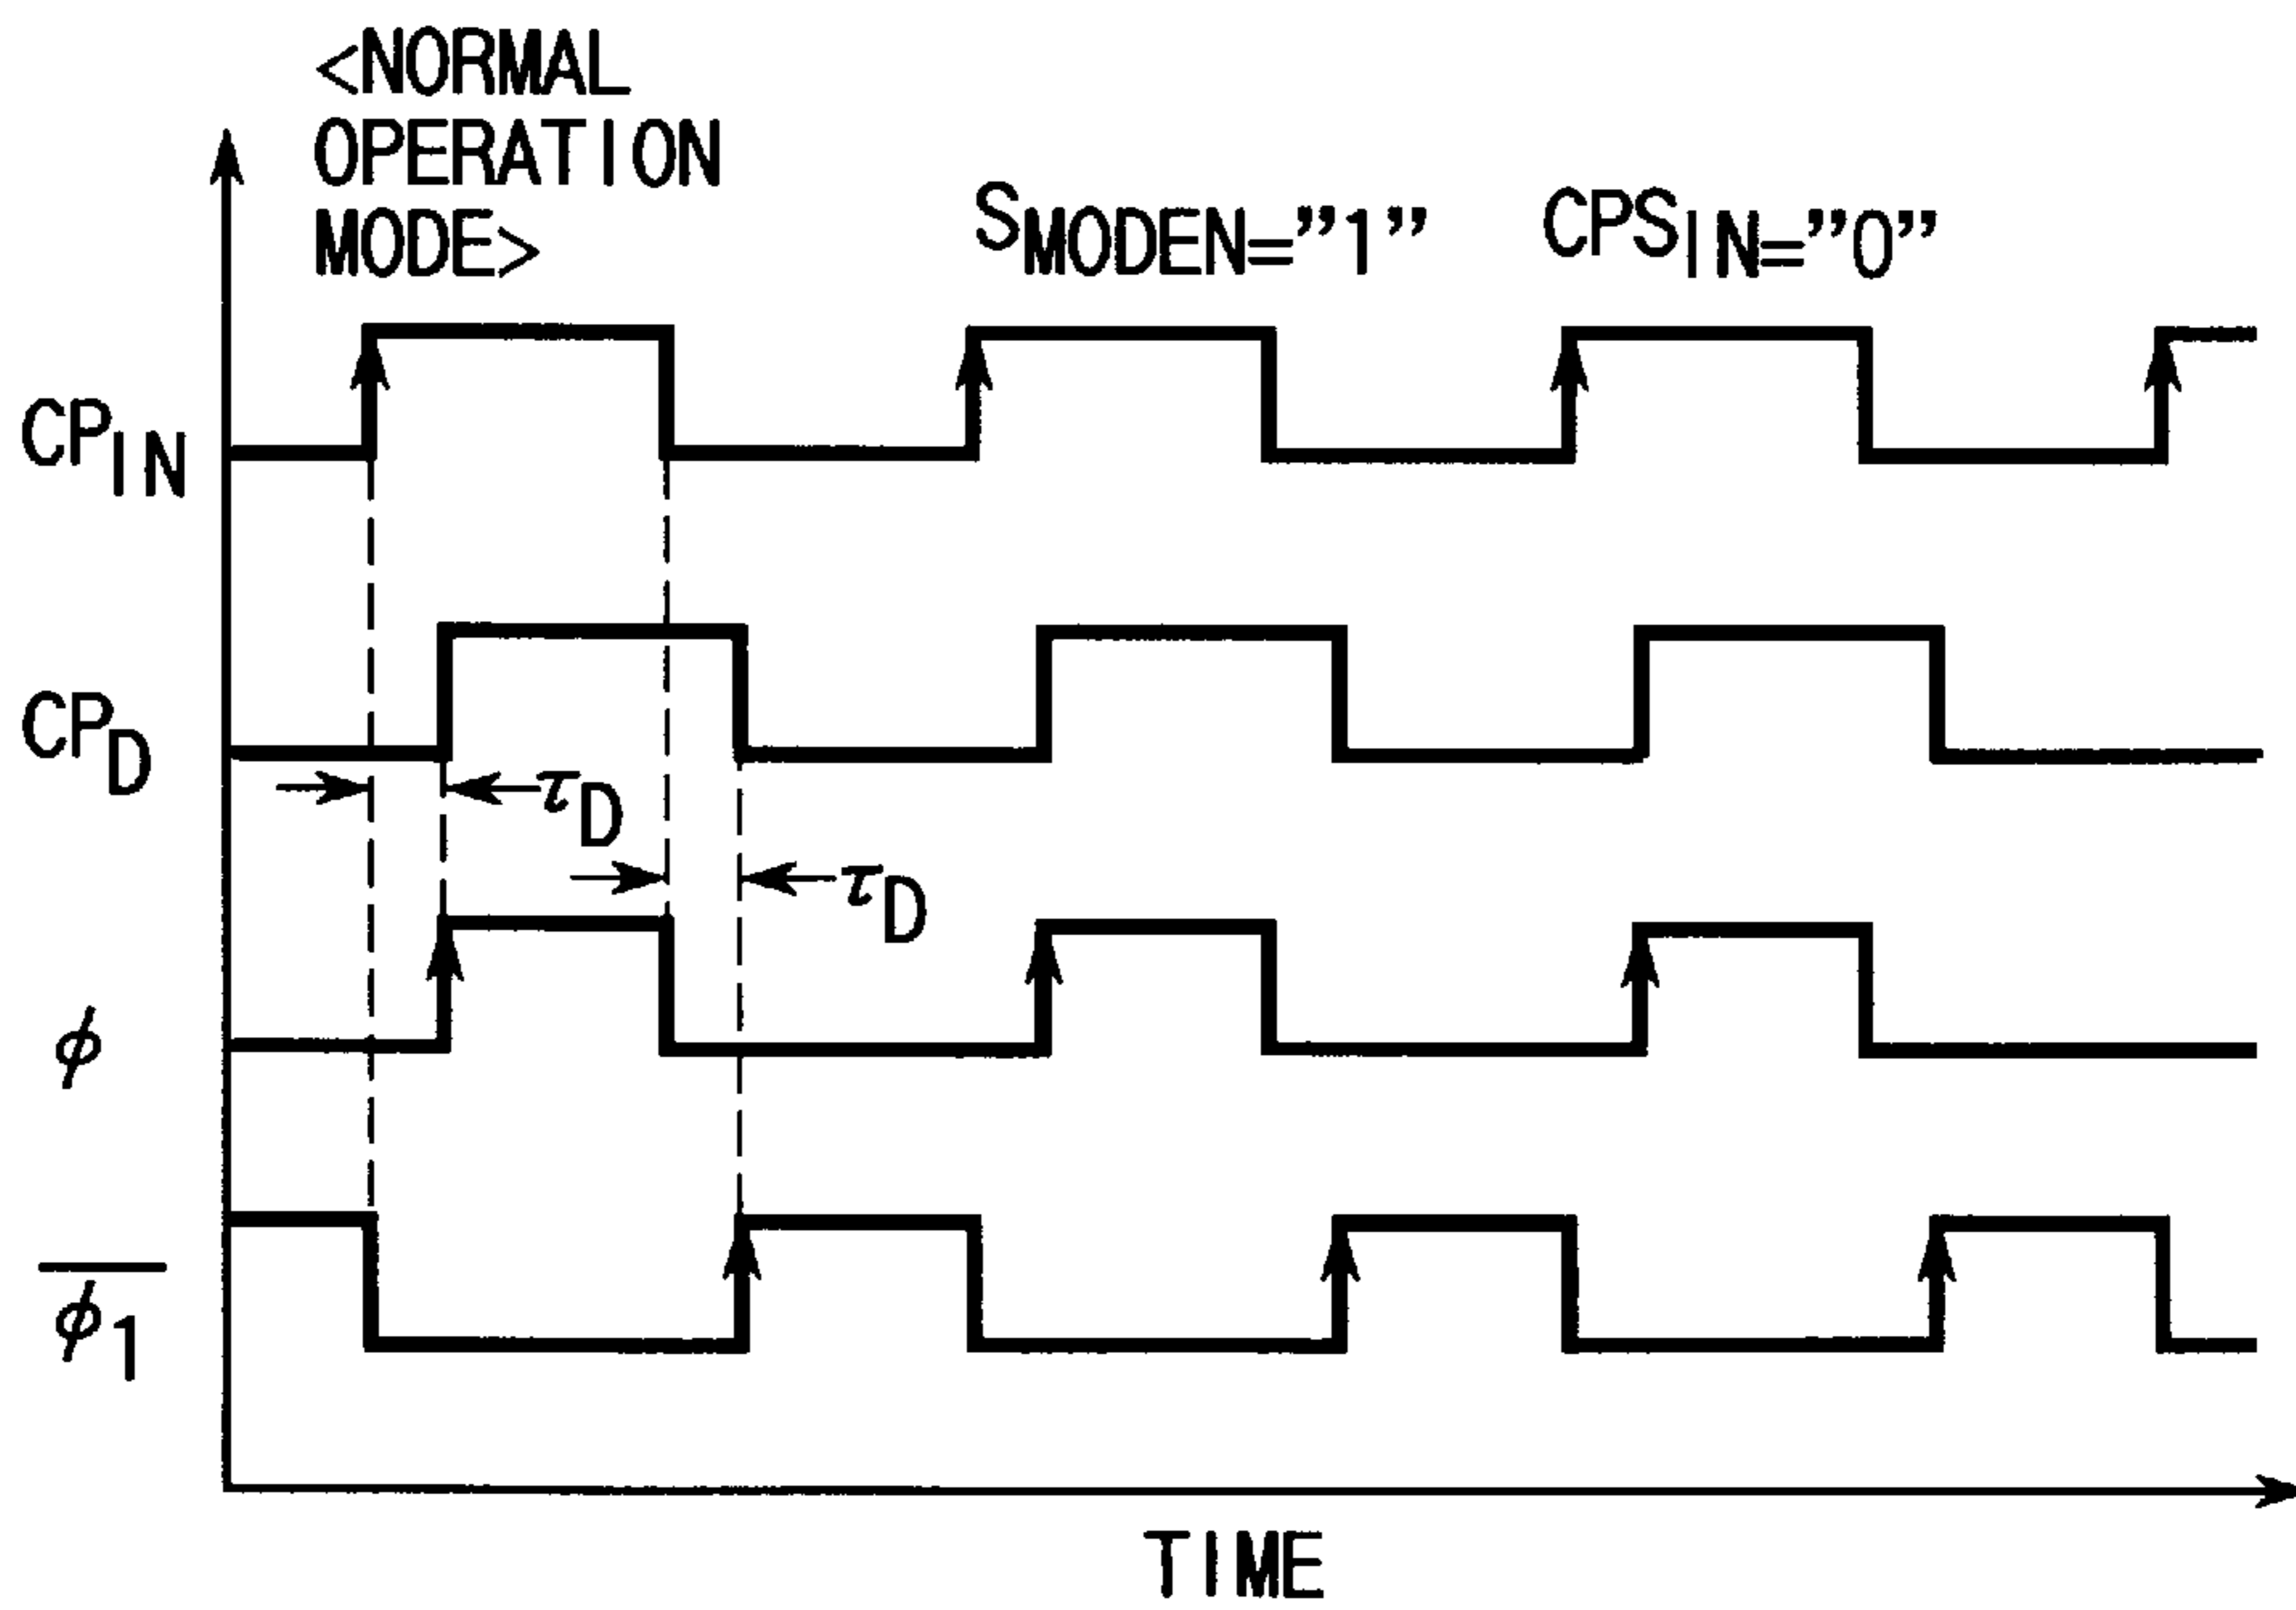 <NORMAL
OPERATION
MODE>
SMODEN="1" CPSIN="0"
CPIN
CPD
τD
τD
ϕ
ϕ1
TIME